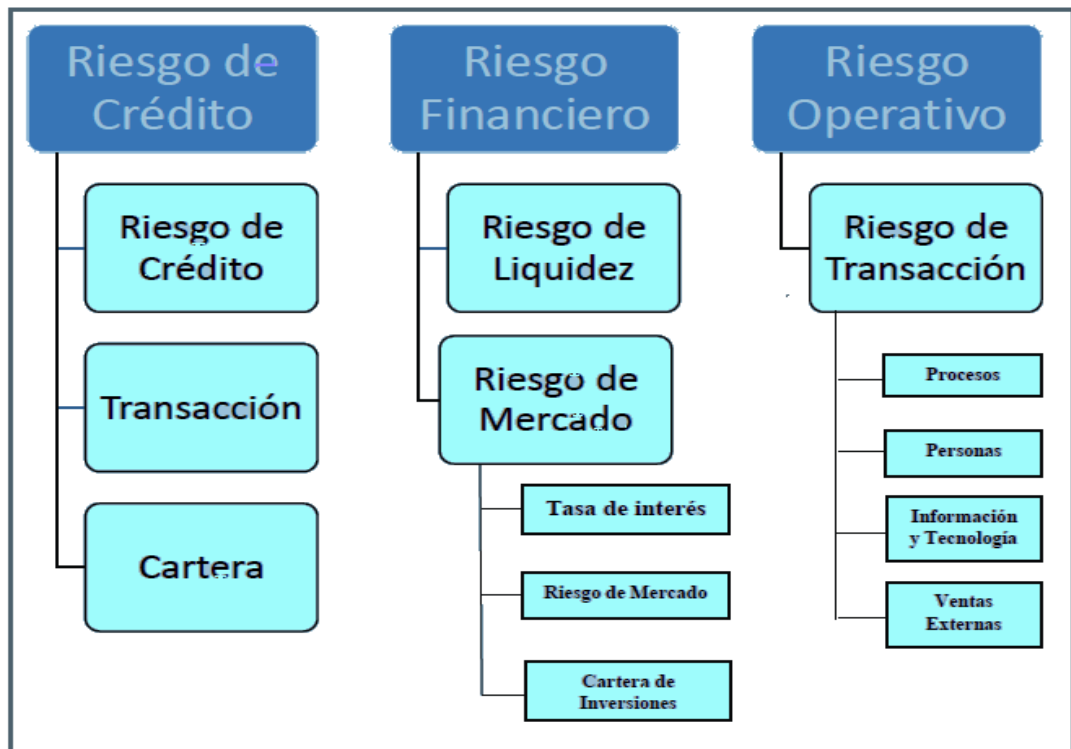 Riesgo de
Crédito
Riesgo de
Crédito
Transacción
Cartera
Riesgo
Financiero
Riesgo de
Liquidez
Riesgo de
Mercado
Tasa de interés
Riesgo de Mercado
Cartera de
Inversiones
Riesgo
Operativo
Riesgo de
Transacción
Procesos
Personas
Información
y Tecnología
Ventas
Externas